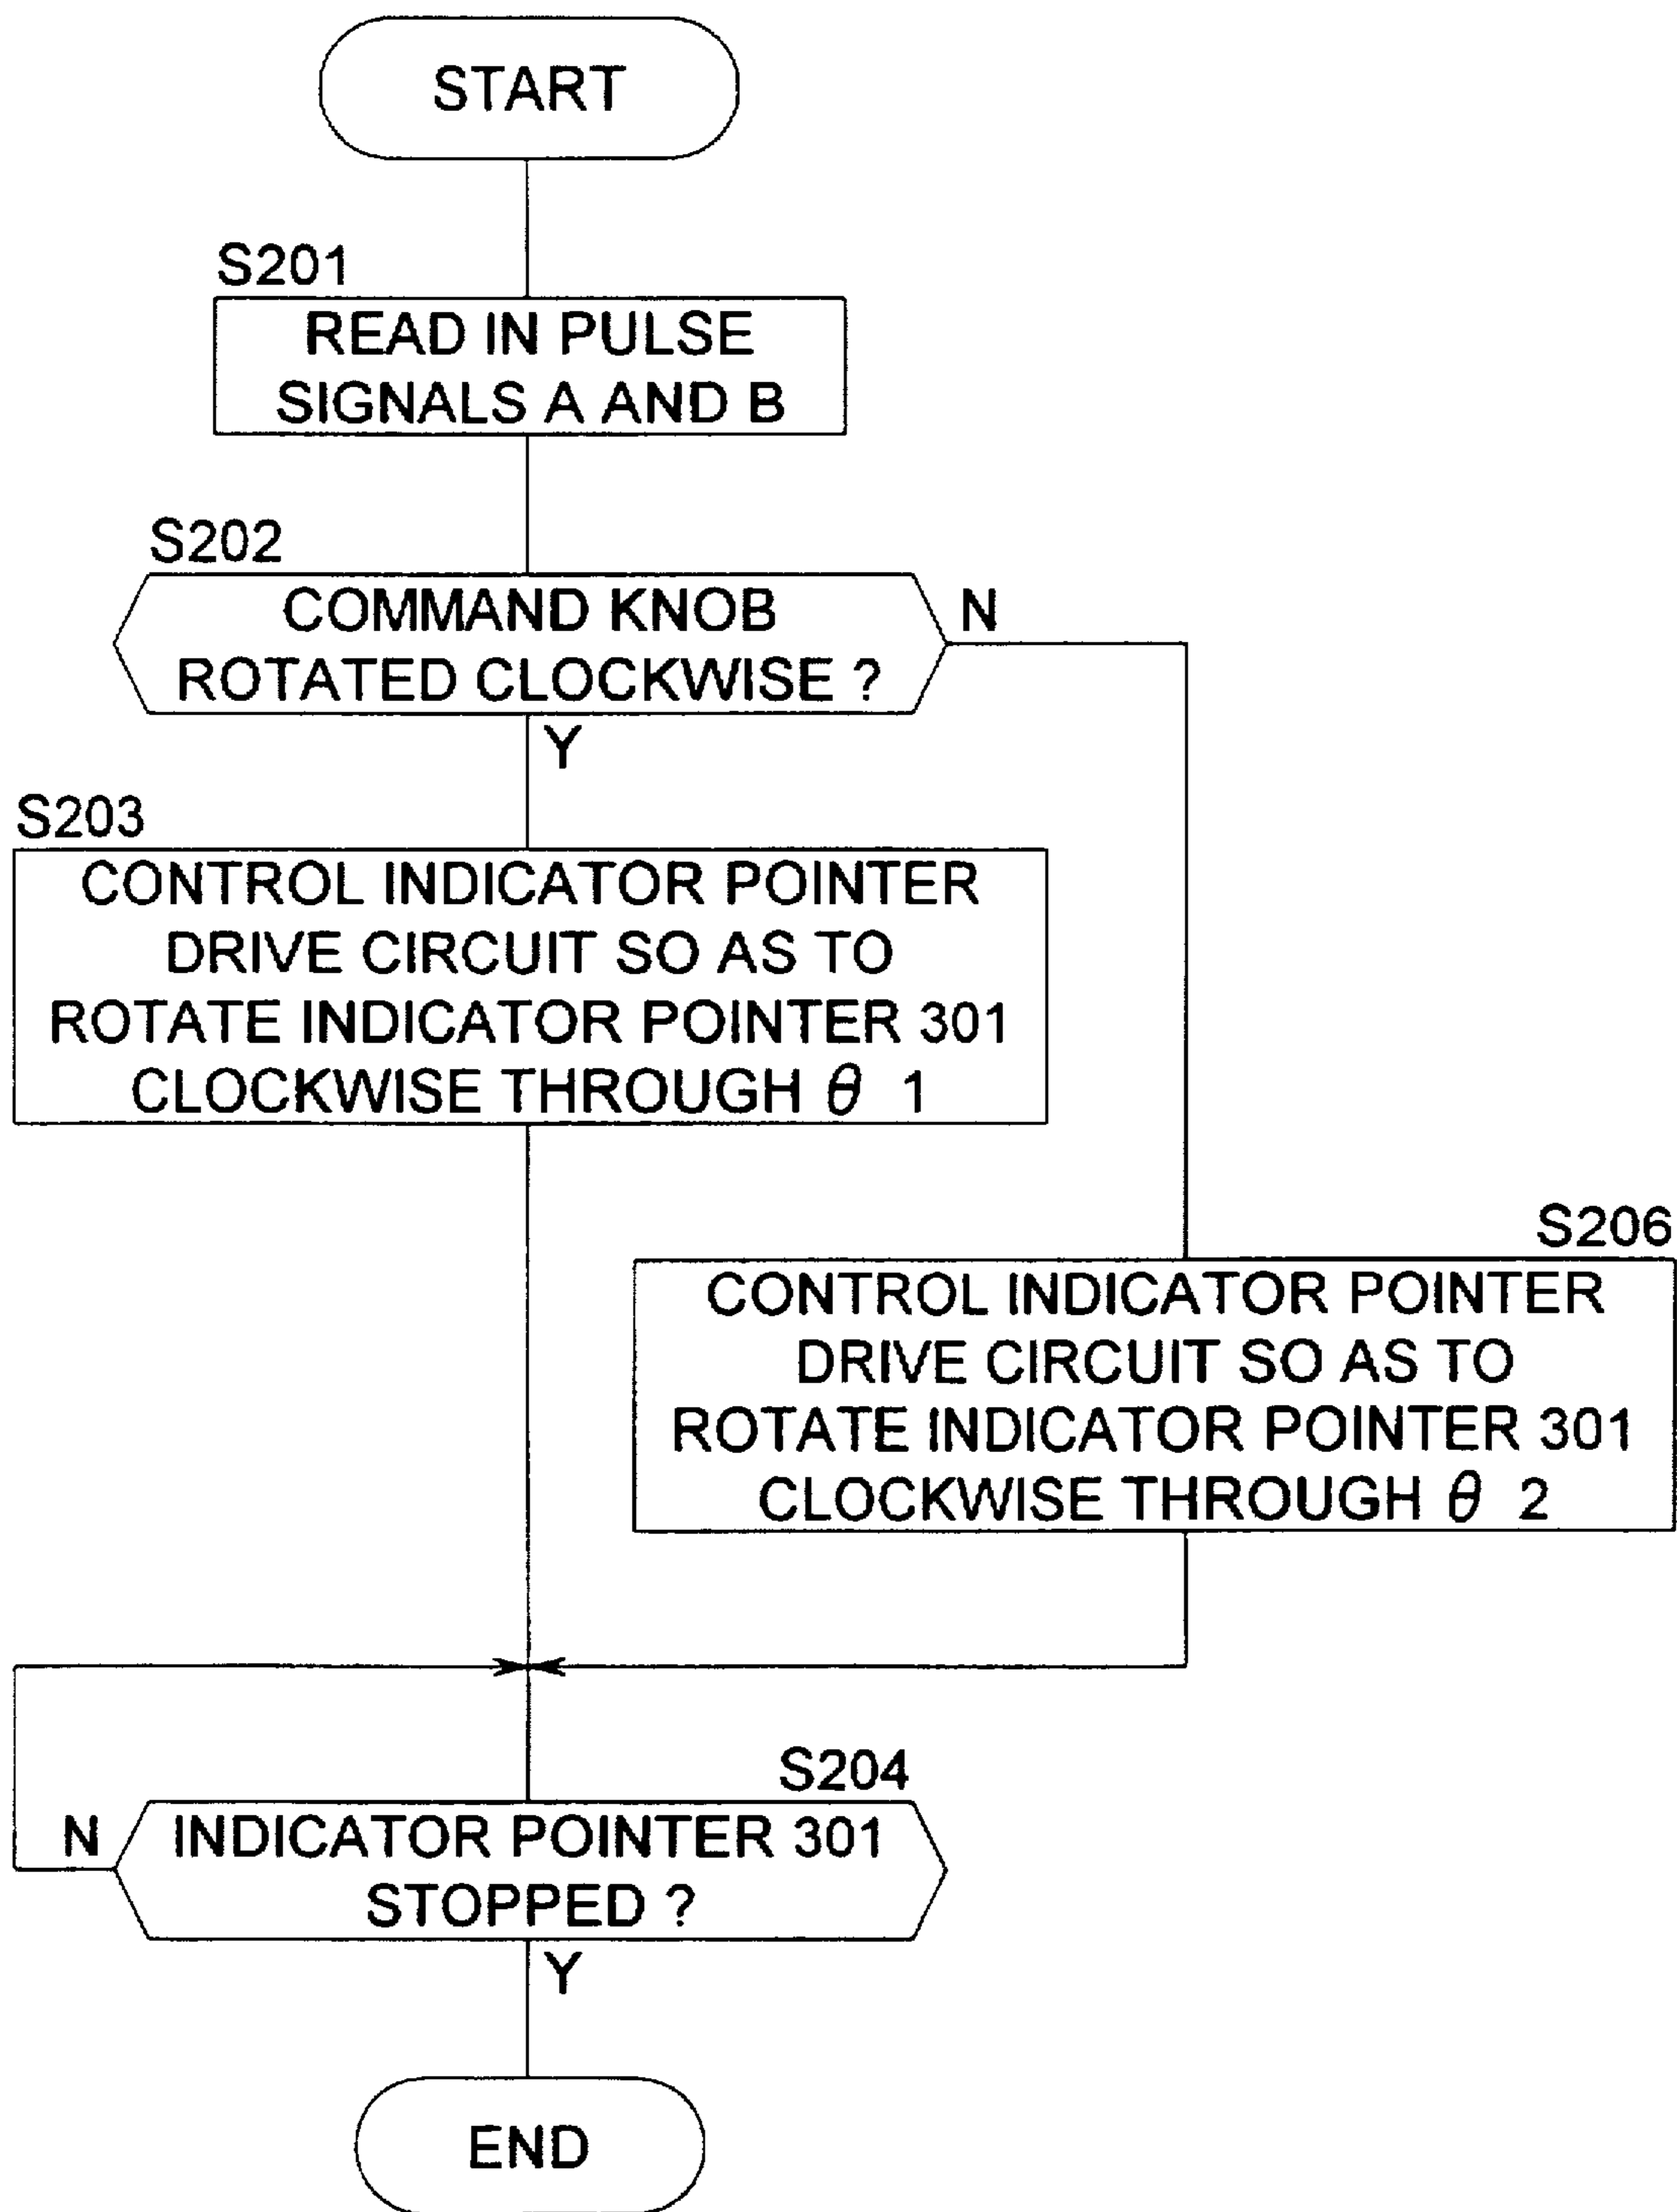 START
S201
READ IN PULSE
SIGNALS A AND B
S202
COMMAND KNOB
ROTATED CLOCKWISE ?
N
Y
S203
CONTROL INDICATOR POINTER
DRIVE CIRCUIT SO AS TO
ROTATE INDICATOR POINTER 301
CLOCKWISE THROUGH θ 1
S206
CONTROL INDICATOR POINTER
DRIVE CIRCUIT SO AS TO
ROTATE INDICATOR POINTER 301
CLOCKWISE THROUGH θ 2
S204
N
INDICATOR POINTER 301
STOPPED ?
Y
END